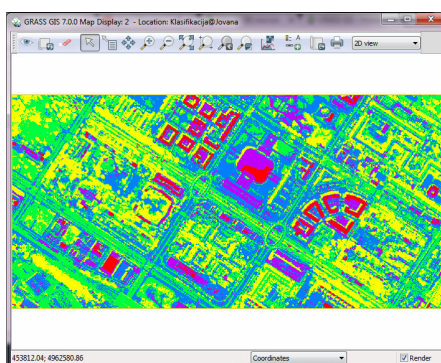 GRASS GIS 7.0.0 Map Display: 2 - Location: Klasifikacija@Jovana
2D view
453812.04; 4962580.86
Coordinates
Render